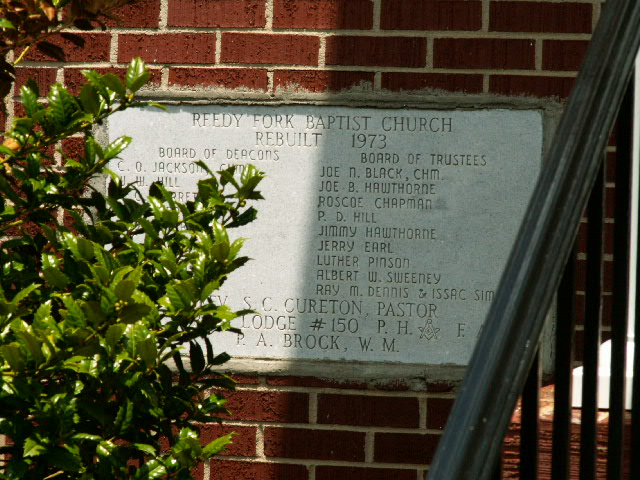 REEDY FORK BAPTIST CHURCH
REBUILT 1973
BOARD OF DEACONS
C. O. JACKSON, CHM.
W. HILL
BOARD OF TRUSTEES
JOE N. BLACK, CHM.
JOE B. HAWTHORNE
ROSCOE CHAPMAN
P. D. HILL
JIMMY HAWTHORNE
JERRY EARL
LUTHER PINSON
ALBERT W. SWEENEY
RAY M. DENNIS & ISSAC SIM
S. C. CURETON, PASTOR
LODGE #150 P. H. F. A
P. A. BROCK, W. M.